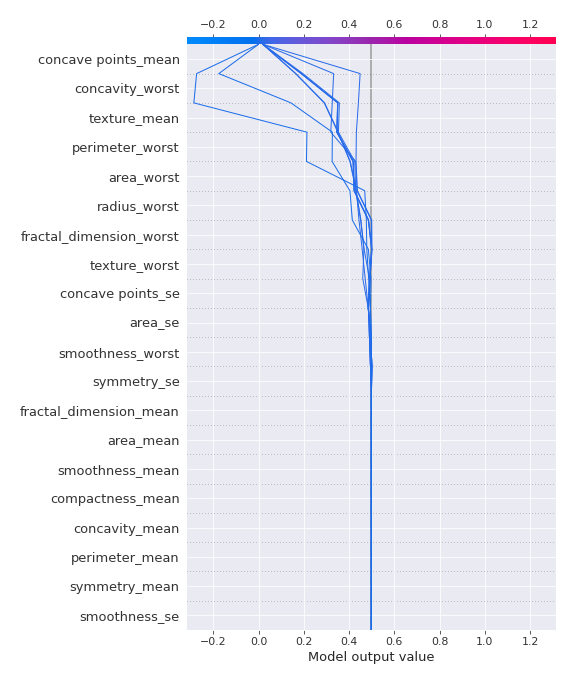 −0.2 0.0 0.2 0.4 0.6 0.8 1.0 1.2
concave points_mean
concavity_worst
texture_mean
perimeter_worst
area_worst
radius_worst
fractal_dimension_worst
texture_worst
concave points_se
area_se
smoothness_worst
symmetry_se
fractal_dimension_mean
area_mean
smoothness_mean
compactness_mean
concavity_mean
perimeter_mean
symmetry_mean
smoothness_se
−0.2 0.0 0.2 0.4 0.6 0.8 1.0 1.2
Model output value